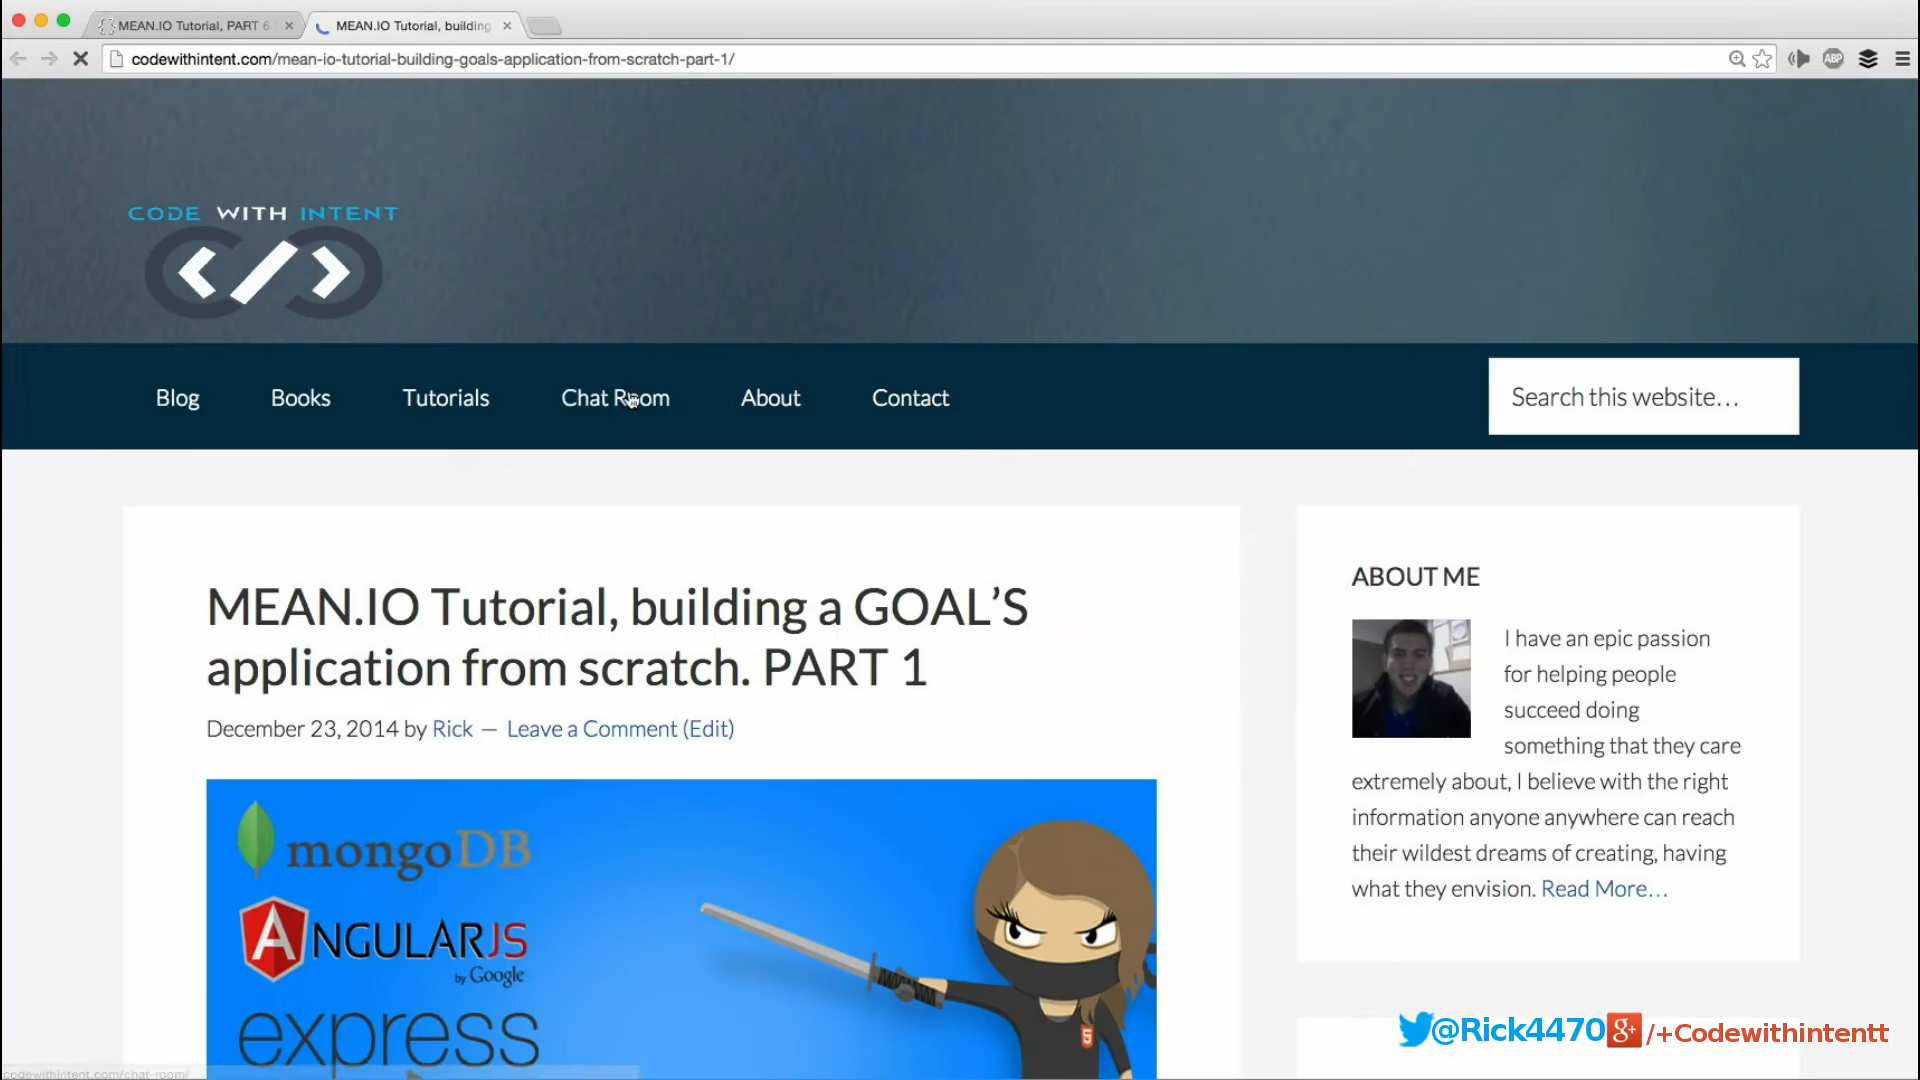 MEAN.IO Tutorial, PART 6
MEAN.IO Tutorial, building
codewithintent.com/mean-io-tutorial-building-goals-application-from-scratch-part-1/
ABP
CODE WITH INTENT
Blog
Books
Tutorials
Chat Room
About
Contact
Search this website...
MEAN.IO Tutorial, building a GOAL’S
application from scratch. PART 1
December 23, 2014 by Rick — Leave a Comment (Edit)
mongoDB
ANGULARJS
by Google
express
5
ABOUT ME
I have an epic passion
for helping people
succeed doing
something that they care
extremely about, I believe with the right
information anyone anywhere can reach
their wildest dreams of creating, having
what they envision. Read More...
@Rick4470 g+ /+Codewithintentt
codewithintent.com/chat-room/